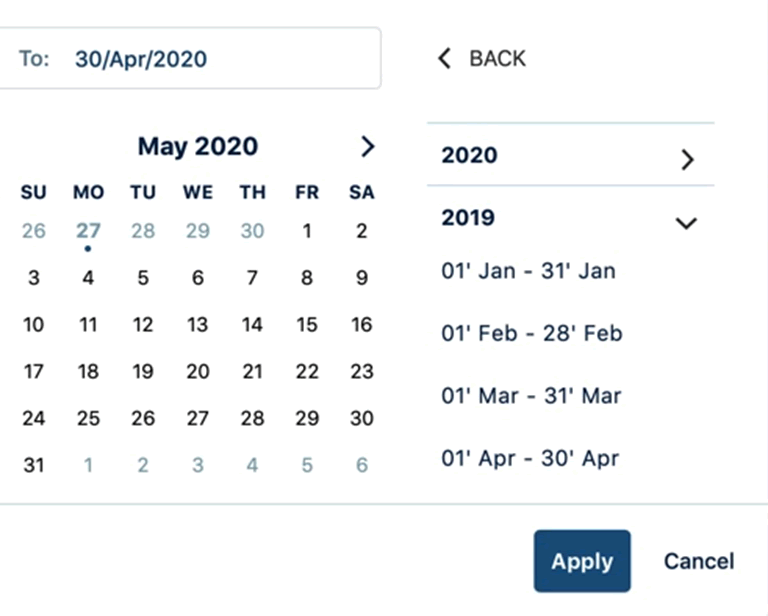 To: 30/Apr/2020
May 2020
SU MO TU WE TH FR SA
26 27 28 29 30 1 2
3 4 5 6 7 8 9
10 11 12 13 14 15 16
17 18 19 20 21 22 23
24 25 26 27 28 29 30
31 1 2 3 4 5 6
BACK
2020
2019
01' Jan - 31' Jan
01' Feb - 28' Feb
01' Mar - 31' Mar
01' Apr - 30' Apr
Apply Cancel